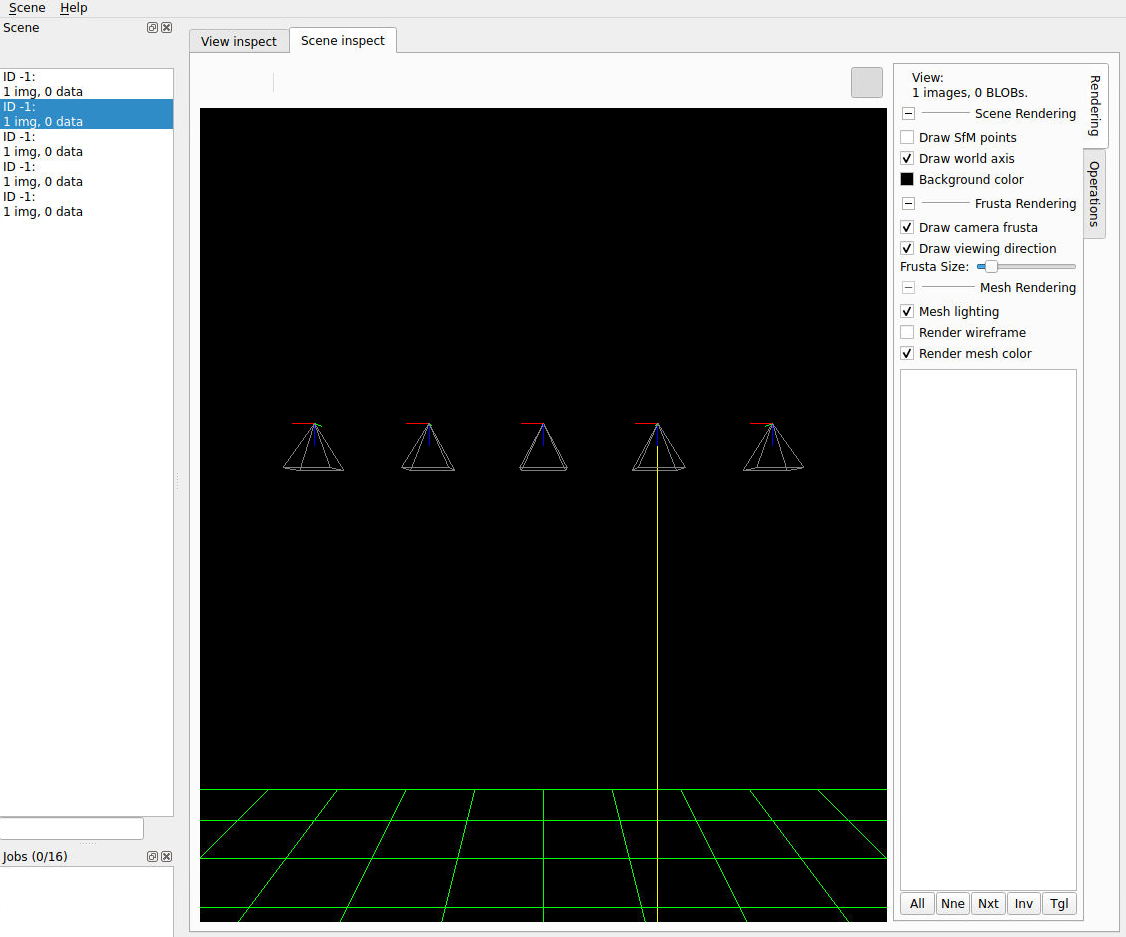 Scene Help
Scene
ID -1:
1 img, 0 data
ID -1:
1 img, 0 data
ID -1:
1 img, 0 data
ID -1:
1 img, 0 data
ID -1:
1 img, 0 data
Jobs (0/16)
View inspect
Scene inspect
View:
1 images, 0 BLOBs.
Scene Rendering
Draw SfM points
Draw world axis
Background color
Frusta Rendering
Draw camera frusta
Draw viewing direction
Frusta Size:
Mesh Rendering
Mesh lighting
Render wireframe
Render mesh color
All Nne Nxt Inv Tgl
Rendering
Operations